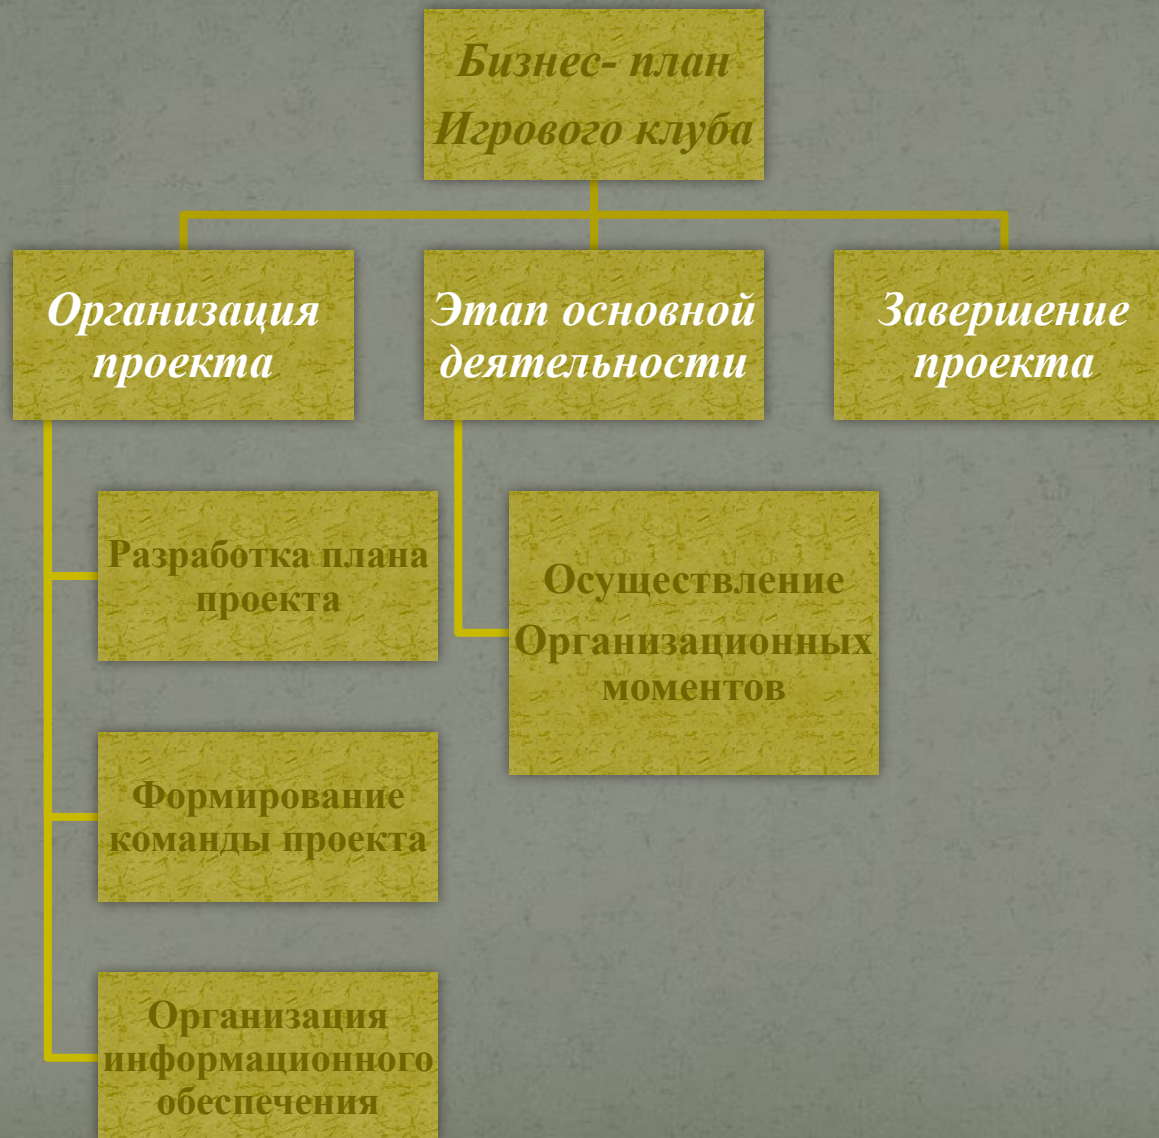 Бизнес- план
Игрового клуба
Организация
проекта
Этап основной
деятельности
Завершение
проекта
Разработка плана
проекта
Осуществление
Организационных
моментов
Формирование
команды проекта
Организация
информационного
обеспечения